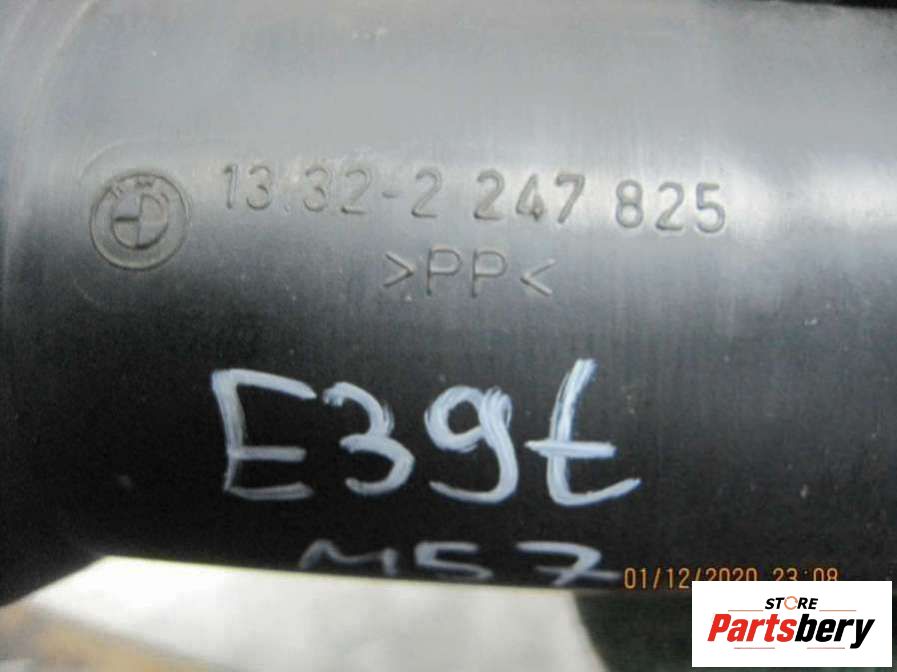 13.32-2 247 825
>PP<
E39t
M57
01/12/2020 23:08
STORE
Partsbery